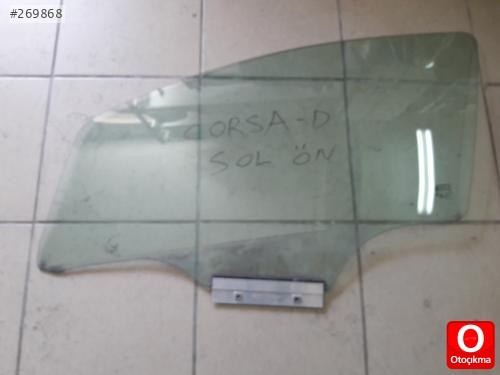 #269868
CORSA-D
SOL ÖN
O
Otoçıkma